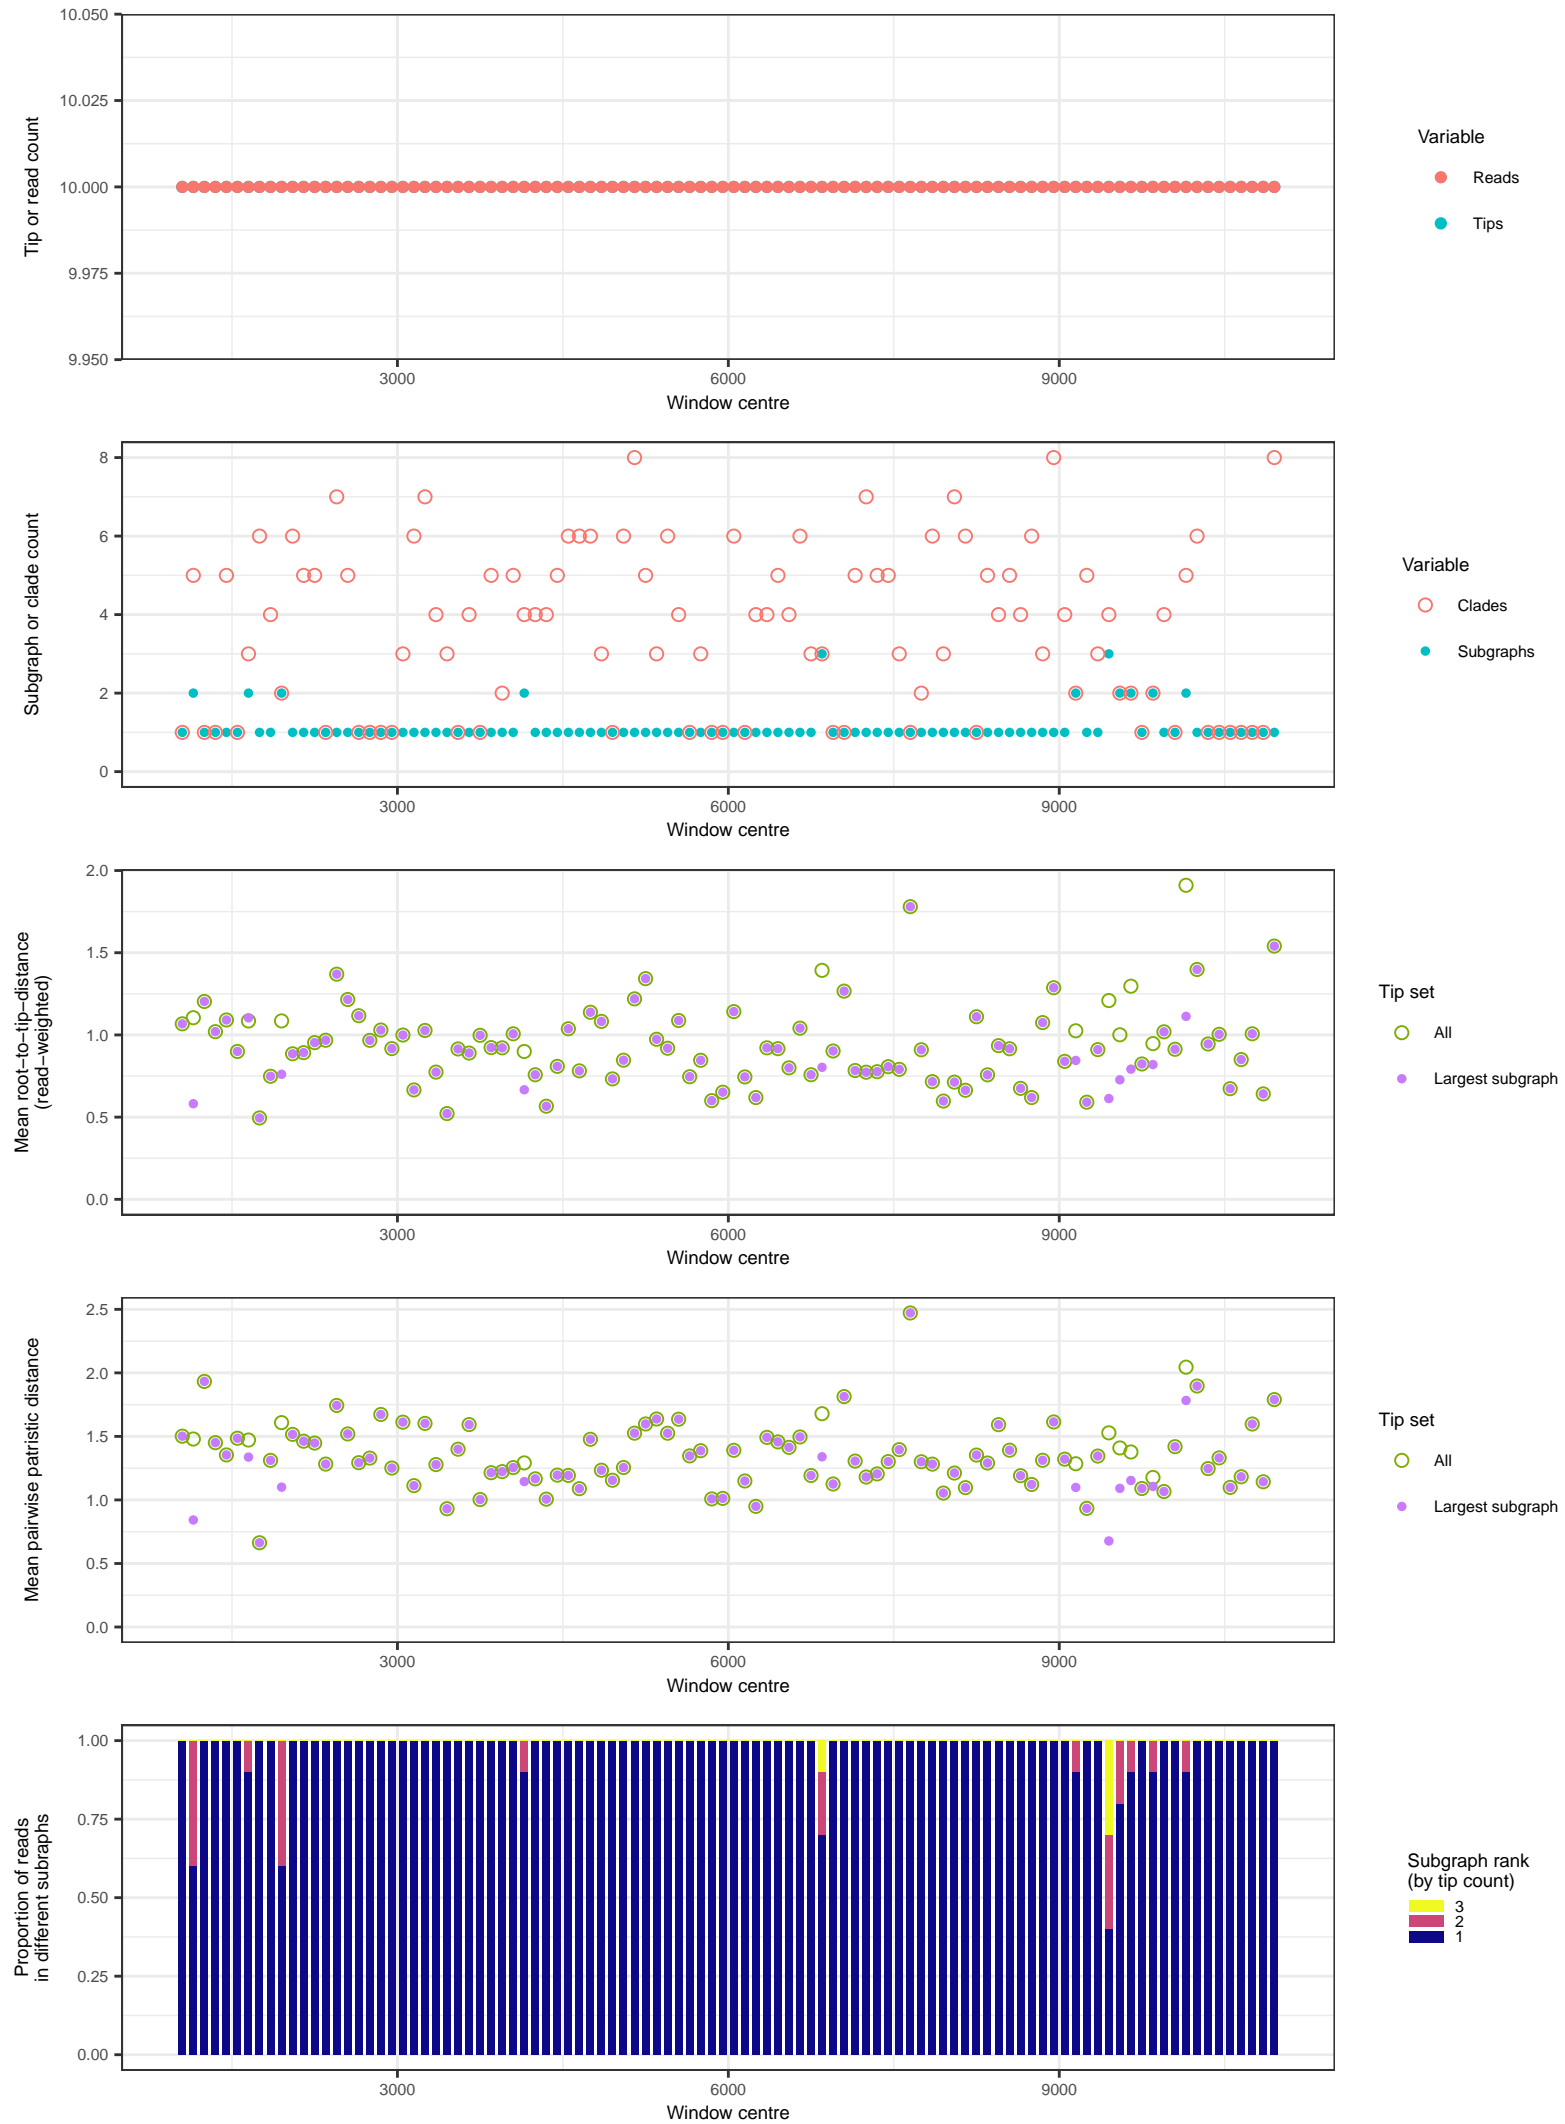 10.050
10.025
10.000
9.975
9.950
Tip or read count
3000
6000
9000
Window centre
Variable
Reads
Tips
8
6
4
2
0
Subgraph or clade count
3000
6000
9000
Window centre
Variable
Clades
Subgraphs
2.0
1.5
1.0
0.5
0.0
Mean root−to−tip−distance
(read−weighted)
3000
6000
9000
Window centre
Tip set
All
Largest subgraph
2.5
2.0
1.5
1.0
0.5
0.0
Mean pairwise patristic distance
3000
6000
9000
Window centre
Tip set
All
Largest subgraph
1.00
0.75
0.50
0.25
0.00
Proportion of reads
in different subraphs
3000
6000
9000
Window centre
Subgraph rank
(by tip count)
3
2
1